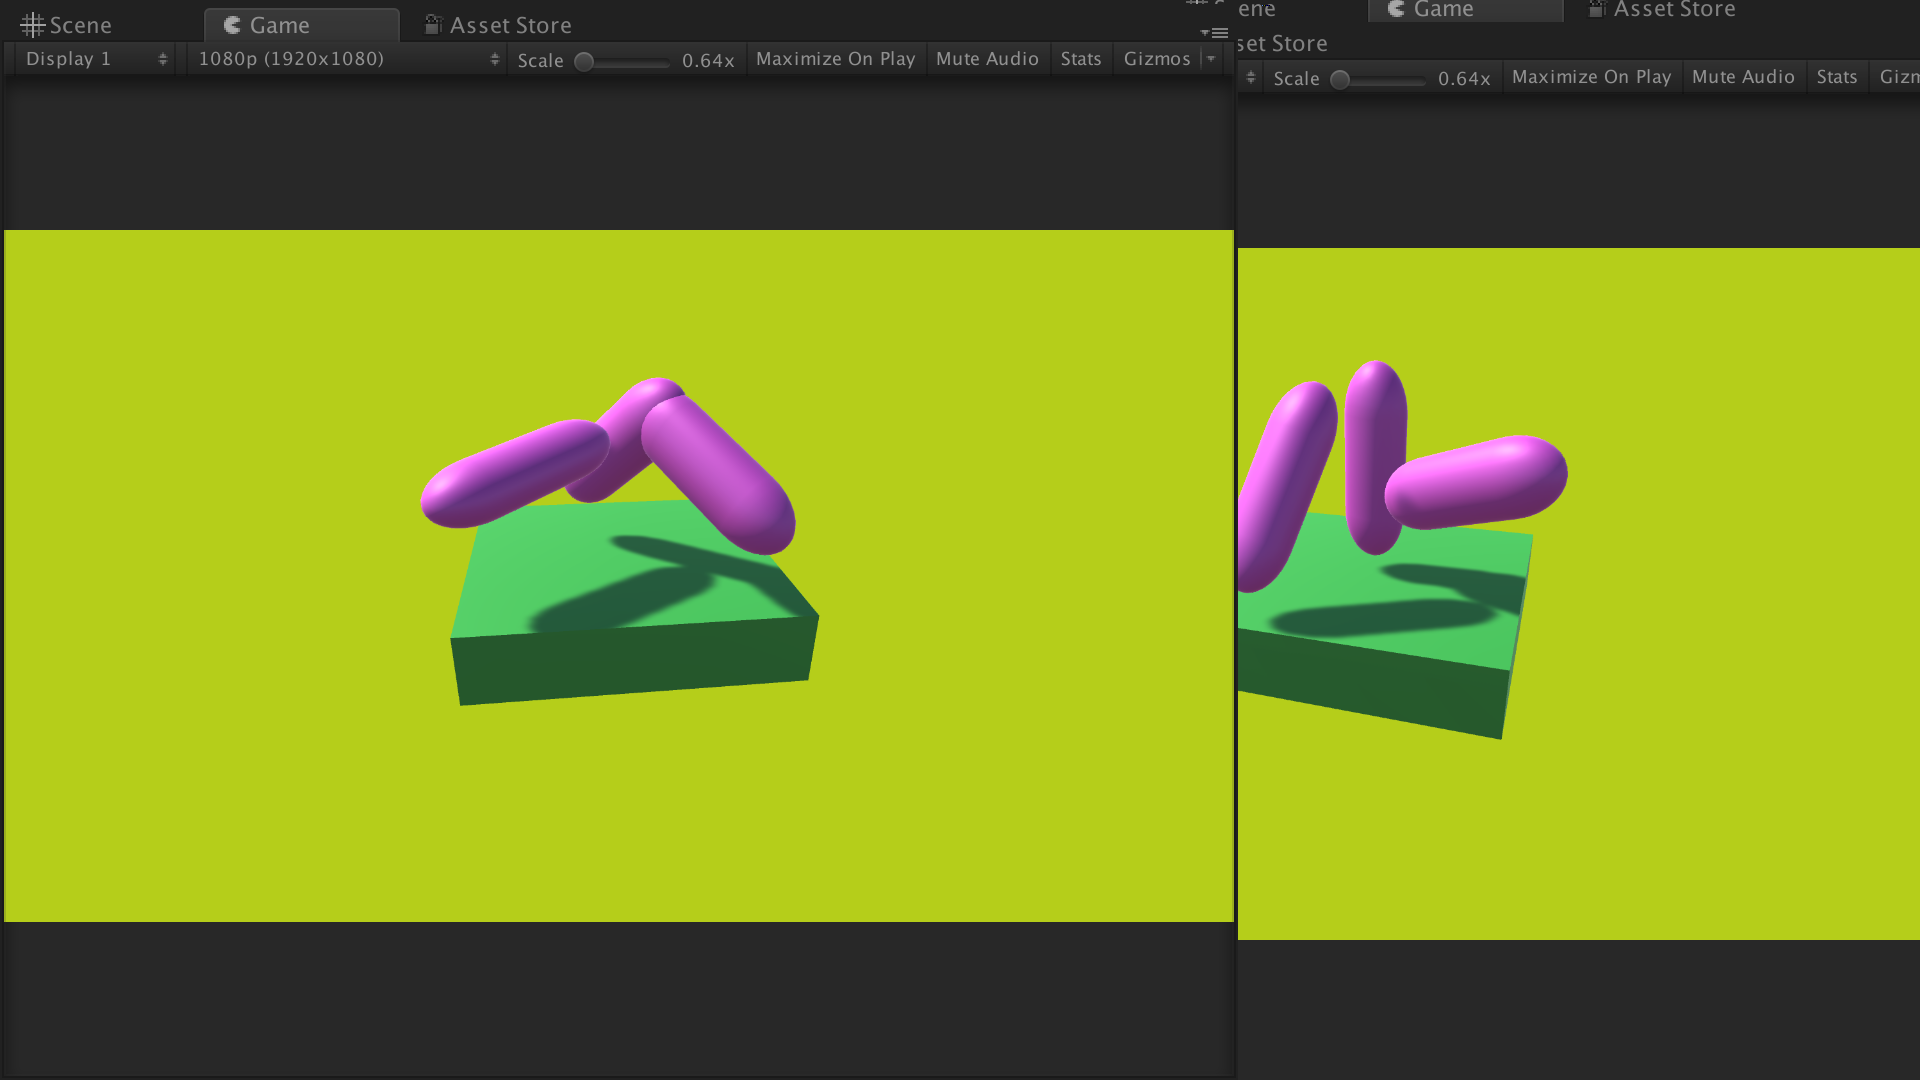 Scene Game Asset Store
Display 1 1080p (1920x1080) Scale 0.64x Maximize On Play Mute Audio Stats Gizmos
ene Game Asset Store
set Store
Scale 0.64x Maximize On Play Mute Audio Stats Gizm